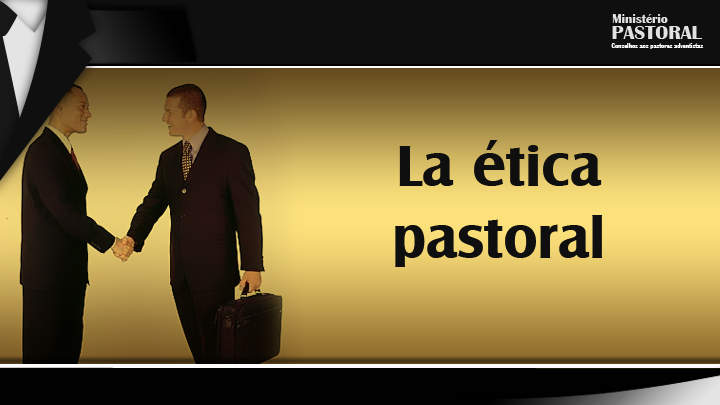 Ministério
PASTORAL
Conselhos aos pastores adventistas
La ética
pastoral